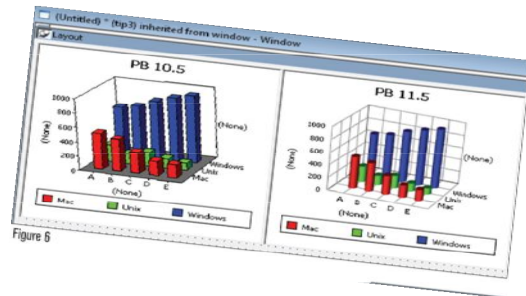 (Untitled) * (tip3) inherited from window - Window
Layout
PB 10.5
1000
800
600
400
200
0
(None)
A B C D E
(None)
Windows
Unix
Mac
(None)
Mac Unix Windows
PB 11.5
1000
800
600
400
200
0
(None)
A B C D E
(None)
Windows
Unix
Mac
(None)
Mac Unix Windows
Figure 6